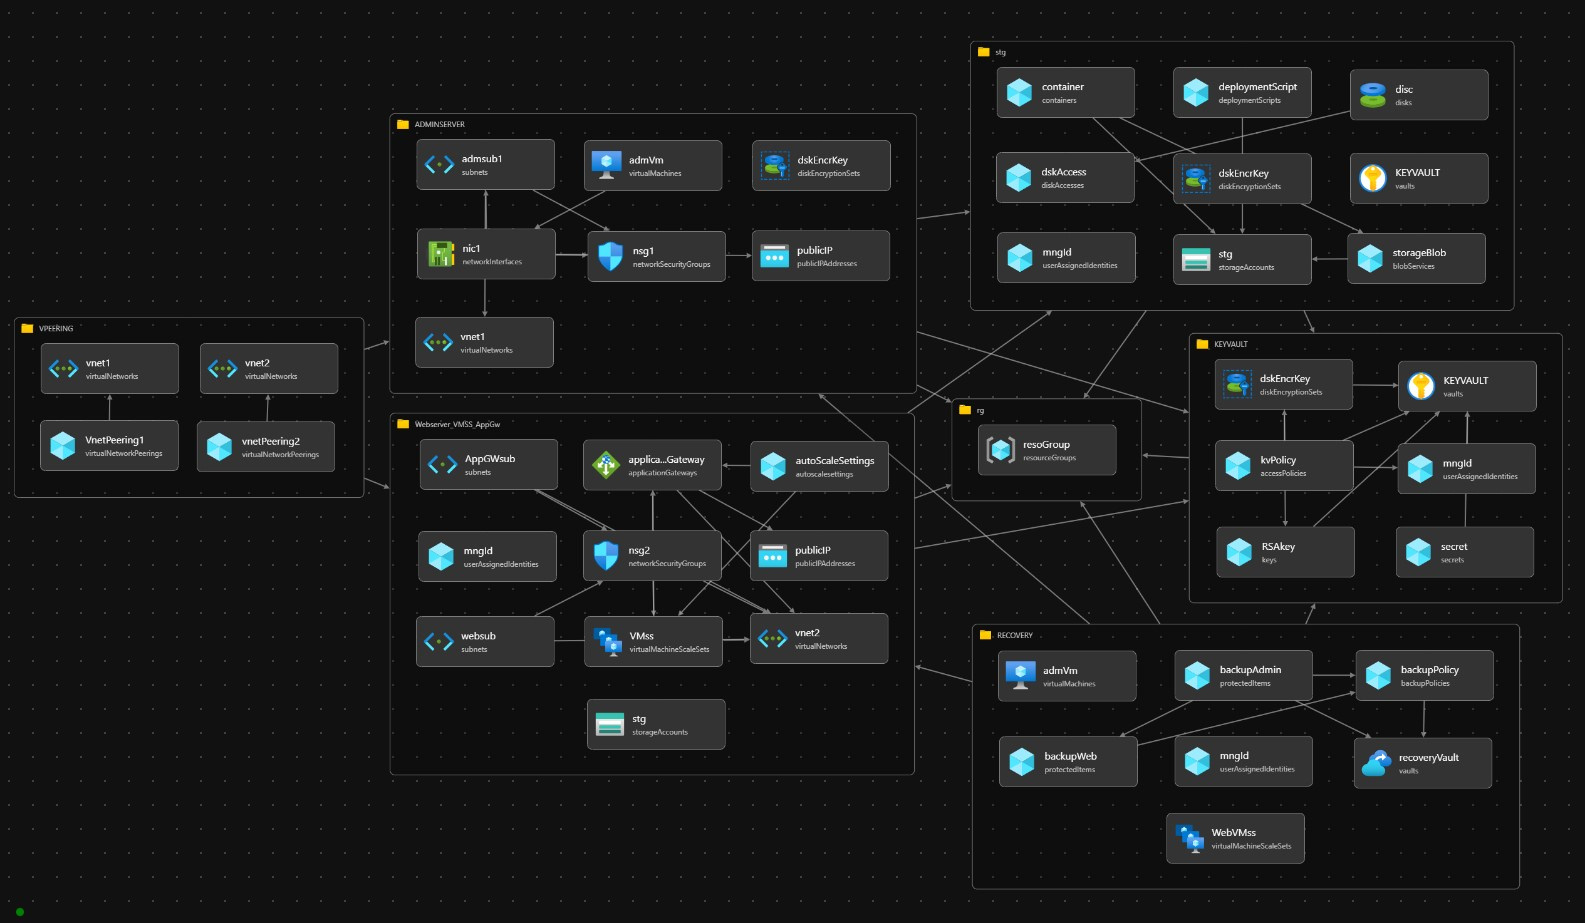 VPEERING
vnet1
virtualNetworks
vnet2
virtualNetworks
VnetPeering1
virtualNetworkPeerings
vnetPeering2
virtualNetworkPeerings
ADMINSERVER
admsub1
subnets
admVm
virtualMachines
dskEncrKey
diskEncryptionSets
nic1
networkInterfaces
nsg1
networkSecurityGroups
publicIP
publicIPAddresses
vnet1
virtualNetworks
Webserver_VMSS_AppGw
AppGWsub
subnets
applica...Gateway
applicationGateways
autoScaleSettings
autoscalesettings
mngId
userAssignedIdentities
nsg2
networkSecurityGroups
publicIP
publicIPAddresses
websub
subnets
VMss
virtualMachineScaleSets
vnet2
virtualNetworks
stg
storageAccounts
stg
container
containers
deploymentScript
deploymentScripts
disc
disks
dskAccess
diskAccesses
dskEncrKey
diskEncryptionSets
KEYVAULT
vaults
mngId
userAssignedIdentities
stg
storageAccounts
storageBlob
blobServices
rg
resoGroup
resourceGroups
KEYVAULT
dskEncrKey
diskEncryptionSets
KEYVAULT
vaults
kvPolicy
accessPolicies
mngId
userAssignedIdentities
RSAkey
keys
secret
secrets
RECOVERY
admVm
virtualMachines
backupAdmin
protectedItems
backupPolicy
backupPolicies
backupWeb
protectedItems
mngId
userAssignedIdentities
recoveryVault
vaults
WebVMss
virtualMachineScaleSets